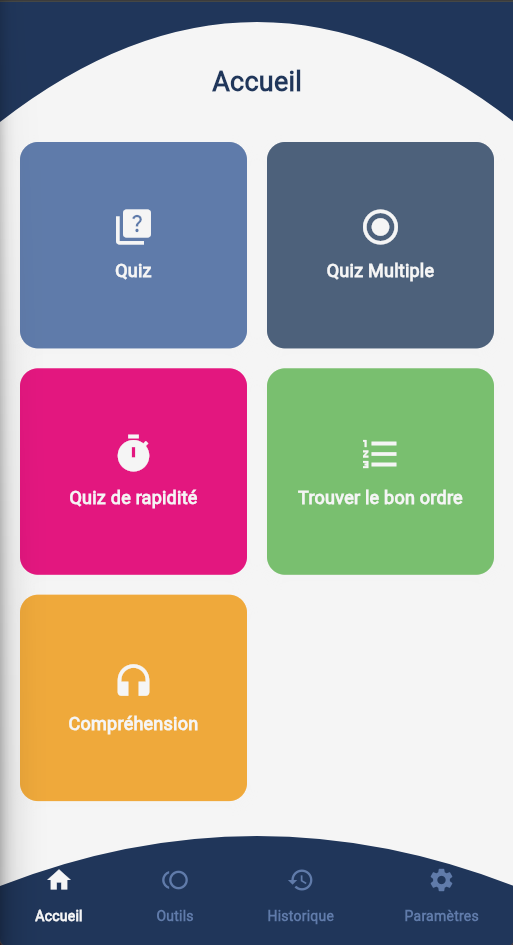 Accueil
Quiz
Quiz Multiple
Quiz de rapidité
Trouver le bon ordre
Compréhension
Accueil
Outils
Historique
Paramètres